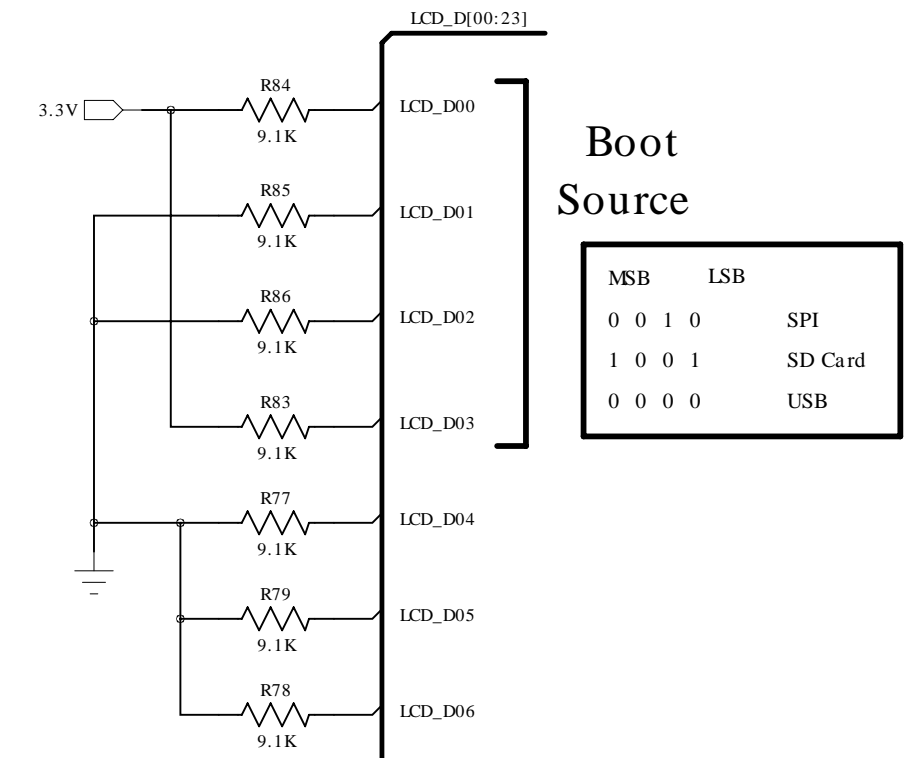 LCD_D[00:23]
3.3V
R84
9.1K
LCD_D00
R85
9.1K
LCD_D01
R86
9.1K
LCD_D02
R83
9.1K
LCD_D03
R77
9.1K
LCD_D04
R79
9.1K
LCD_D05
R78
9.1K
LCD_D06
Boot
Source
MSB LSB
0 0 1 0 SPI
1 0 0 1 SD Card
0 0 0 0 USB